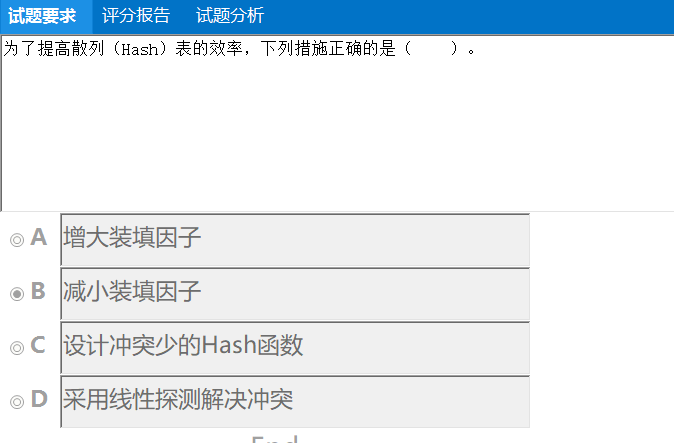 试题要求 评分报告 试题分析
为了提高散列（Hash）表的效率，下列措施正确的是（　　）。
A 增大装填因子
B 减小装填因子
C 设计冲突少的Hash函数
D 采用线性探测解决冲突
End